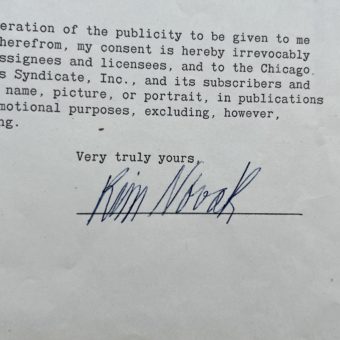 eration of the publicity to be given to me
herefrom, my consent is hereby irrevocably
ssignees and licensees, and to the Chicago
s Syndicate, Inc., and its subscribers and
name, picture, or portrait, in publications
motional purposes, excluding, however,
ng.
Very truly yours,
Kim Novak